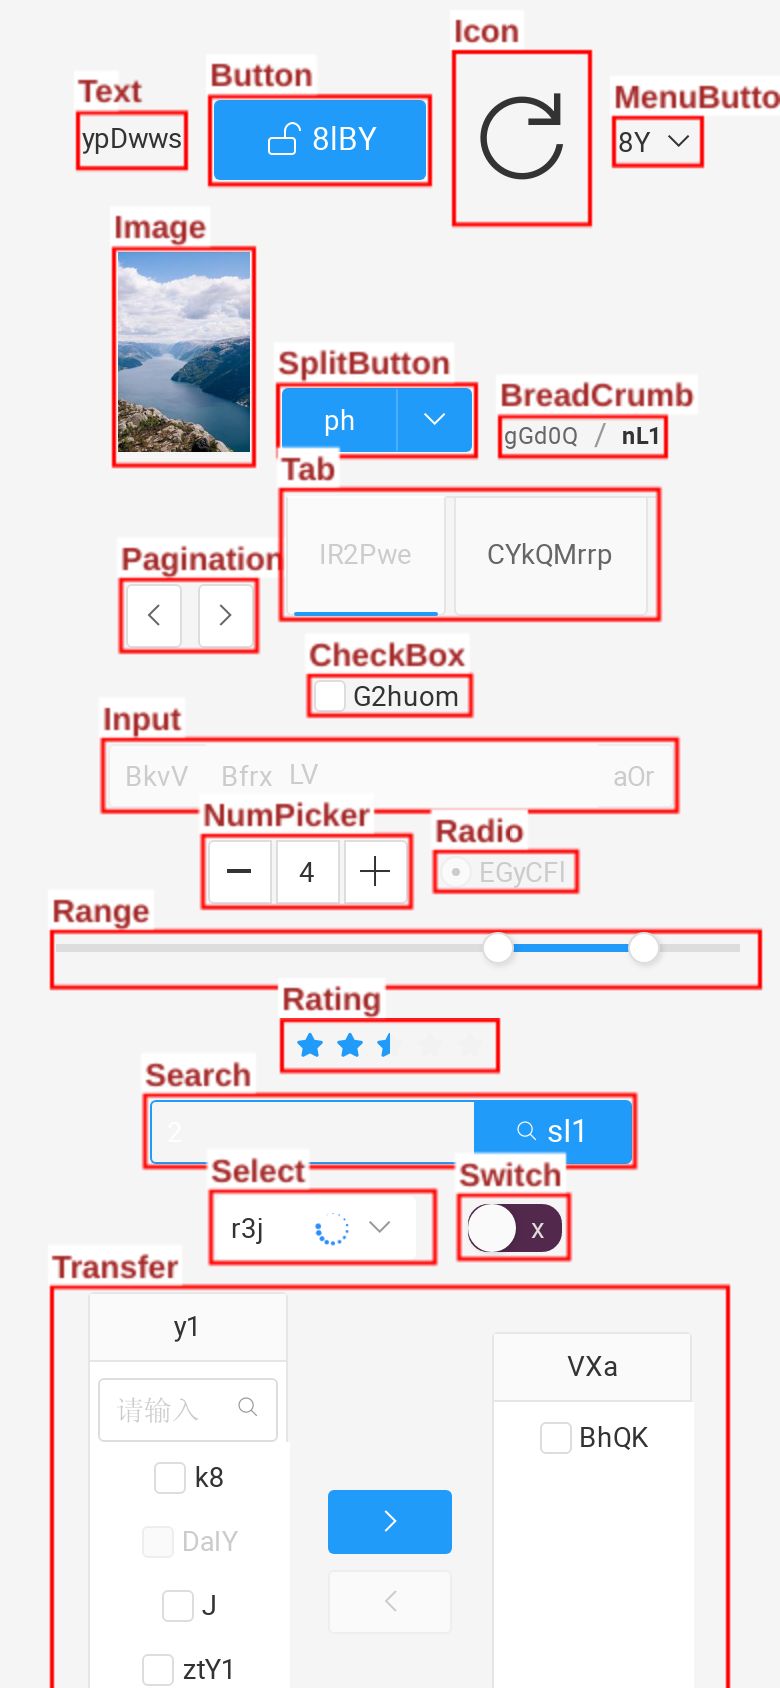 Icon
Button
Text
MenuButto
ypDwws
8lBY
8Y
Image
SplitButton
BreadCrumb
ph
gGd0Q / nL1
Tab
IR2Pwe
CYkQMrrp
Pagination
CheckBox
G2huom
Input
BkvV Bfrx LV aOr
NumPicker
Radio
4
EGyCFl
Range
Rating
Search
2
sl1
Select
Switch
r3j
x
Transfer
y1
VXa
请输入
BhQK
k8
DalY
J
ztY1